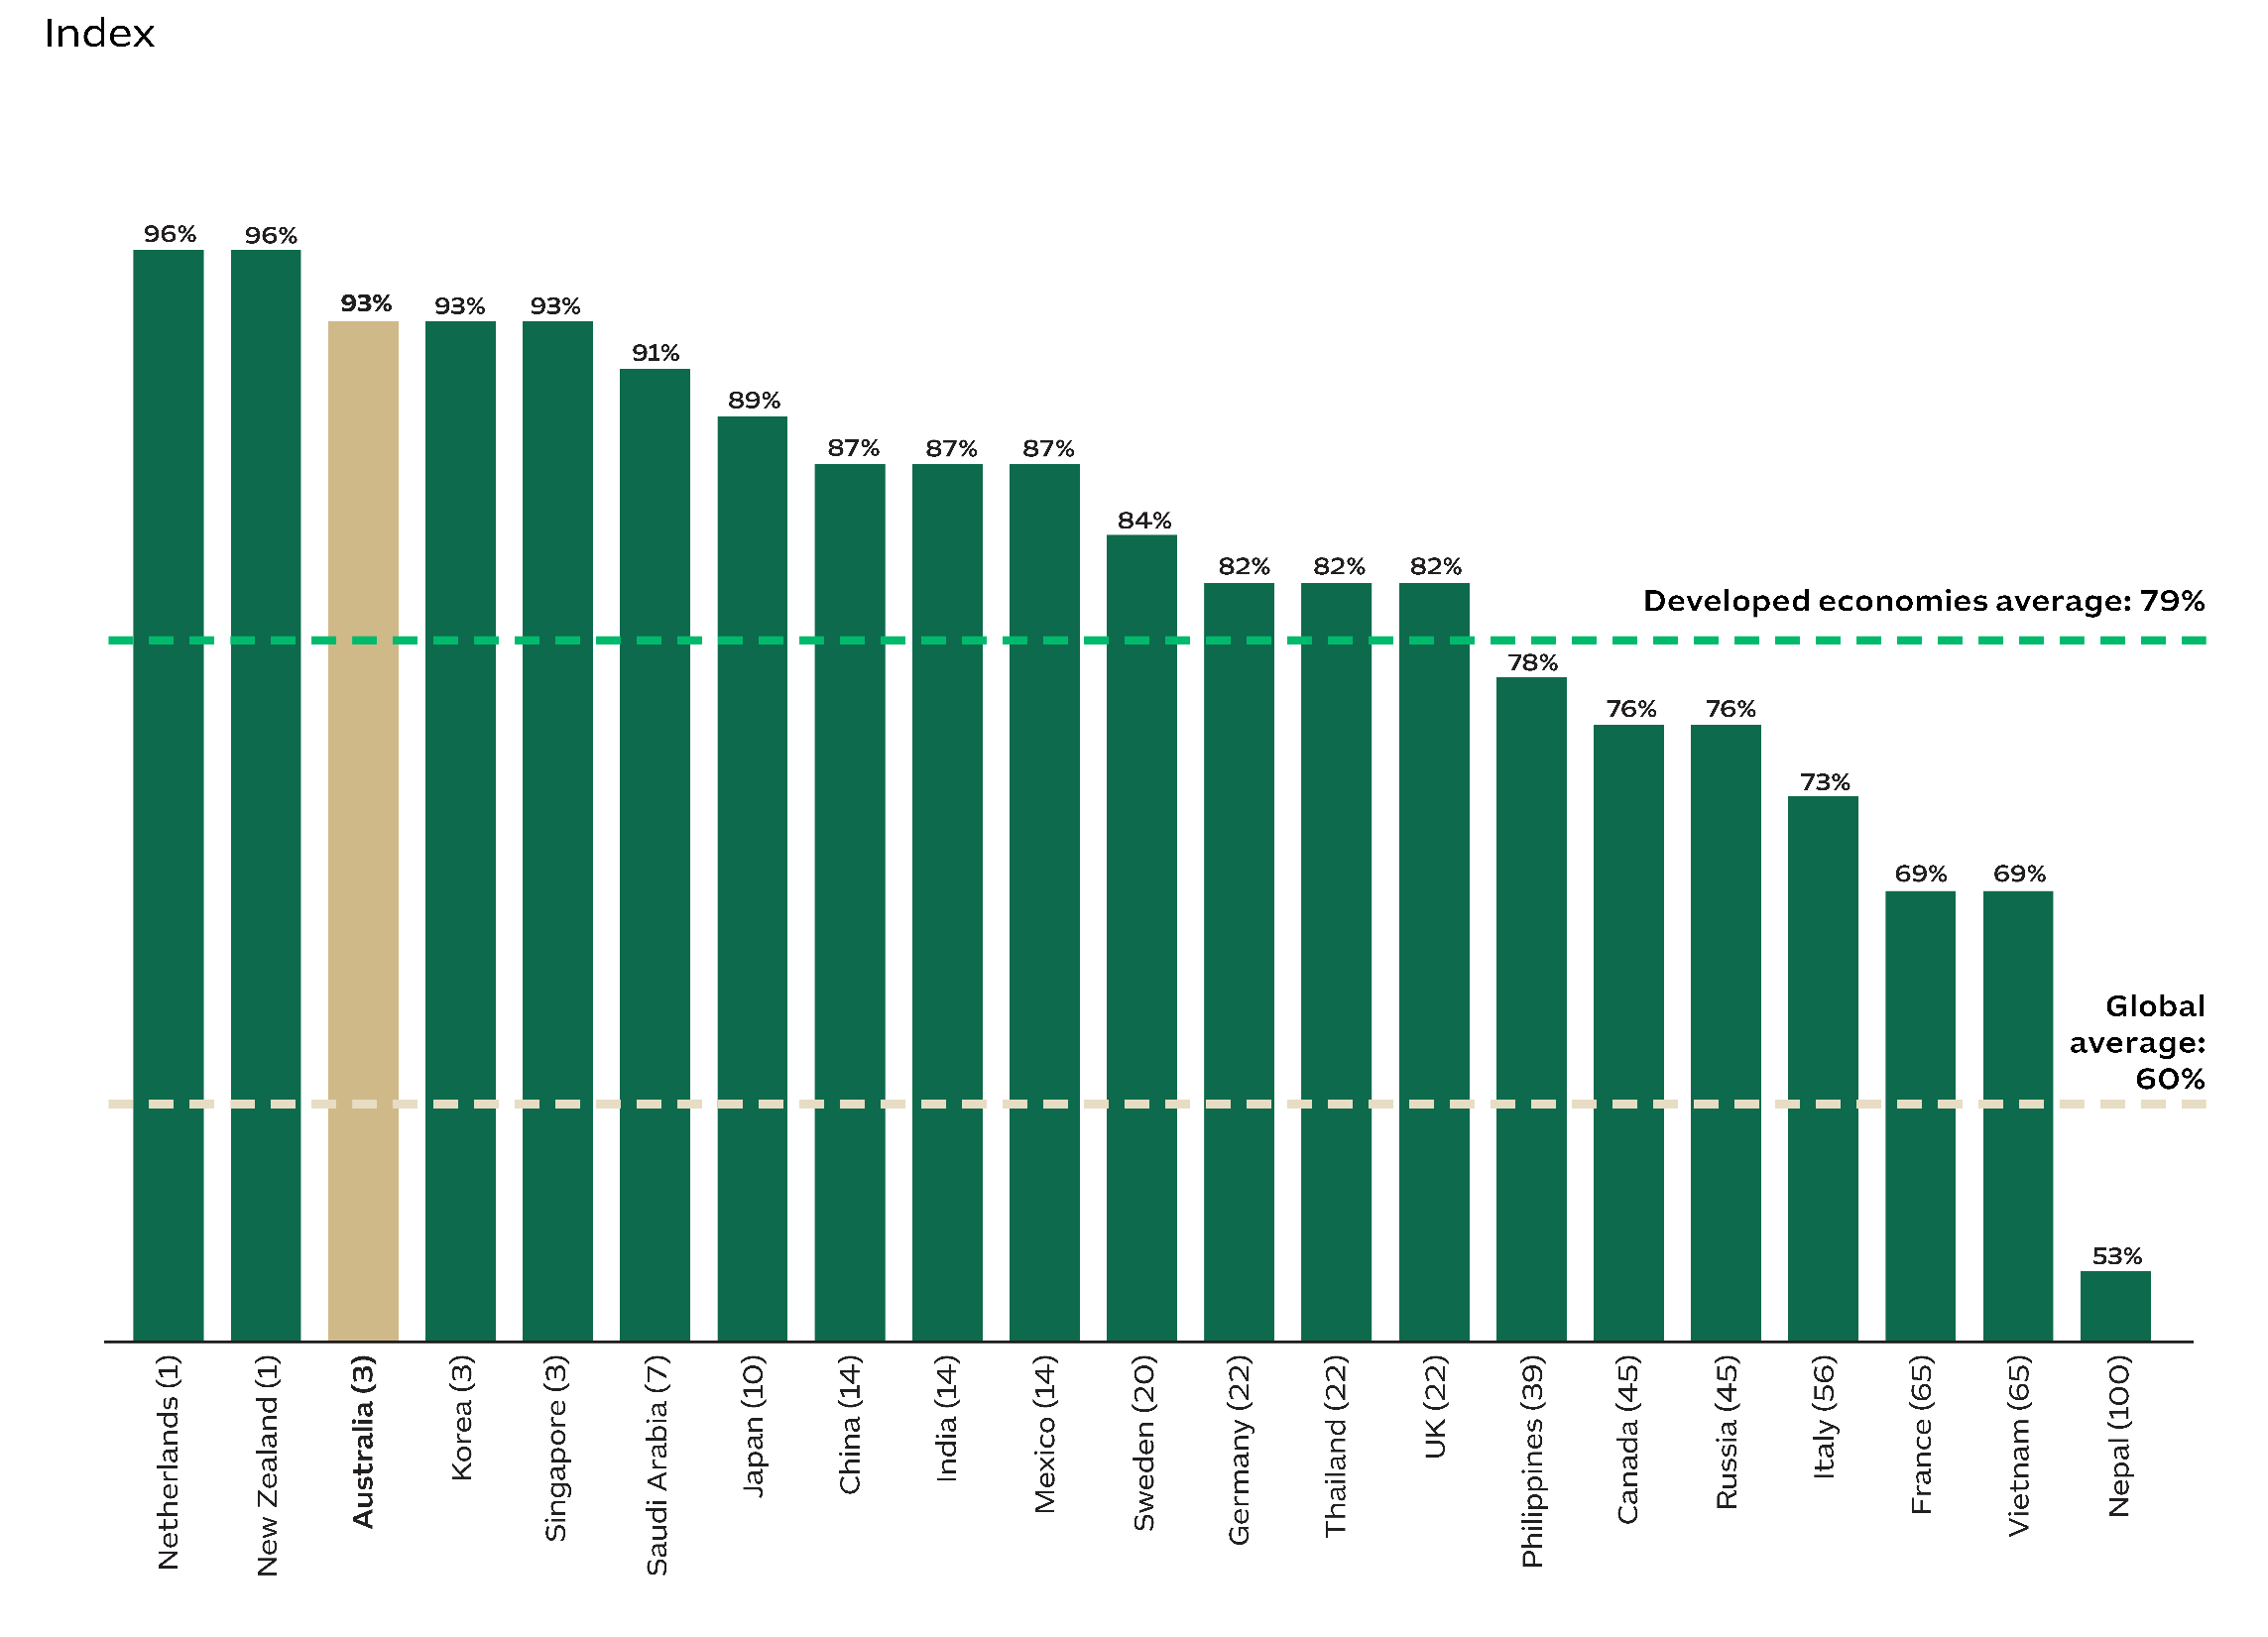 Index
96%
96%
93%
93%
93%
91%
89%
87%
87%
87%
84%
82%
82%
82%
Developed economies average: 79%
78%
76%
76%
73%
69%
69%
Global
average:
60%
53%
Netherlands (1)
New Zealand (1)
Australia (3)
Korea (3)
Singapore (3)
Saudi Arabia (7)
Japan (10)
China (14)
India (14)
Mexico (14)
Sweden (20)
Germany (22)
Thailand (22)
UK (22)
Philippines (39)
Canada (45)
Russia (45)
Italy (56)
France (65)
Vietnam (65)
Nepal (100)